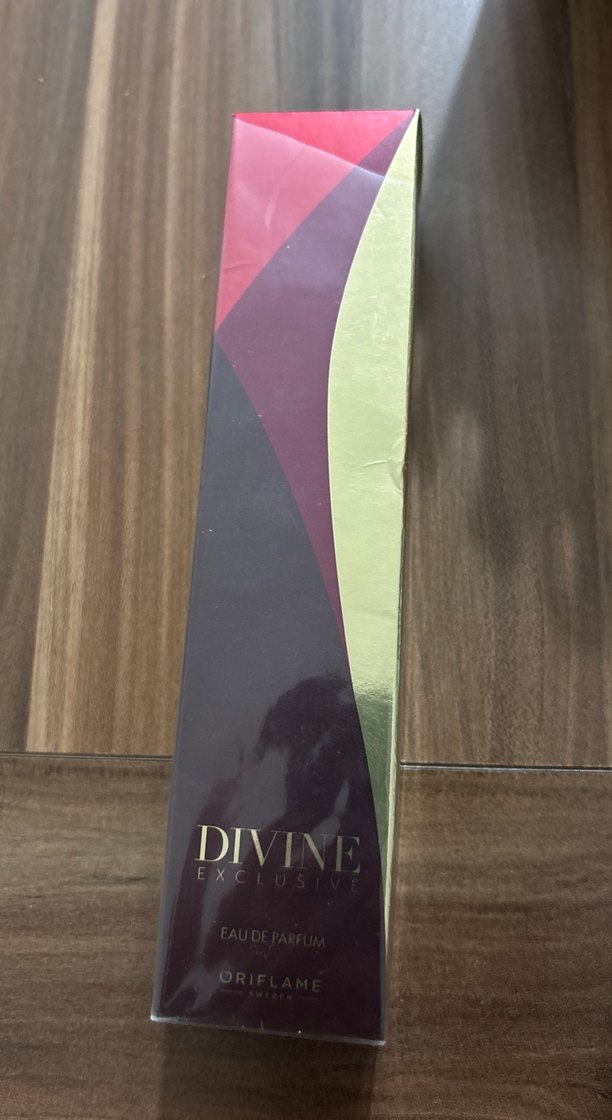 DIVINE
EXCLUSIVE
EAU DE PARFUM
ORIFLAME
SWEDEN